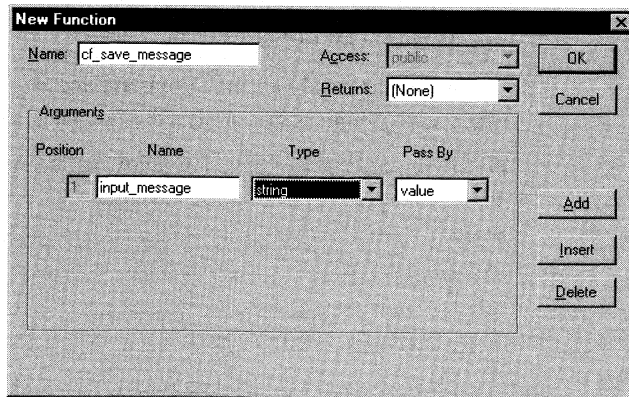 New Function
Name: cf_save_message
Access: public
OK
Returns: (None)
Cancel
Arguments
Position Name Type Pass By
1 input_message string value
Add
Insert
Delete